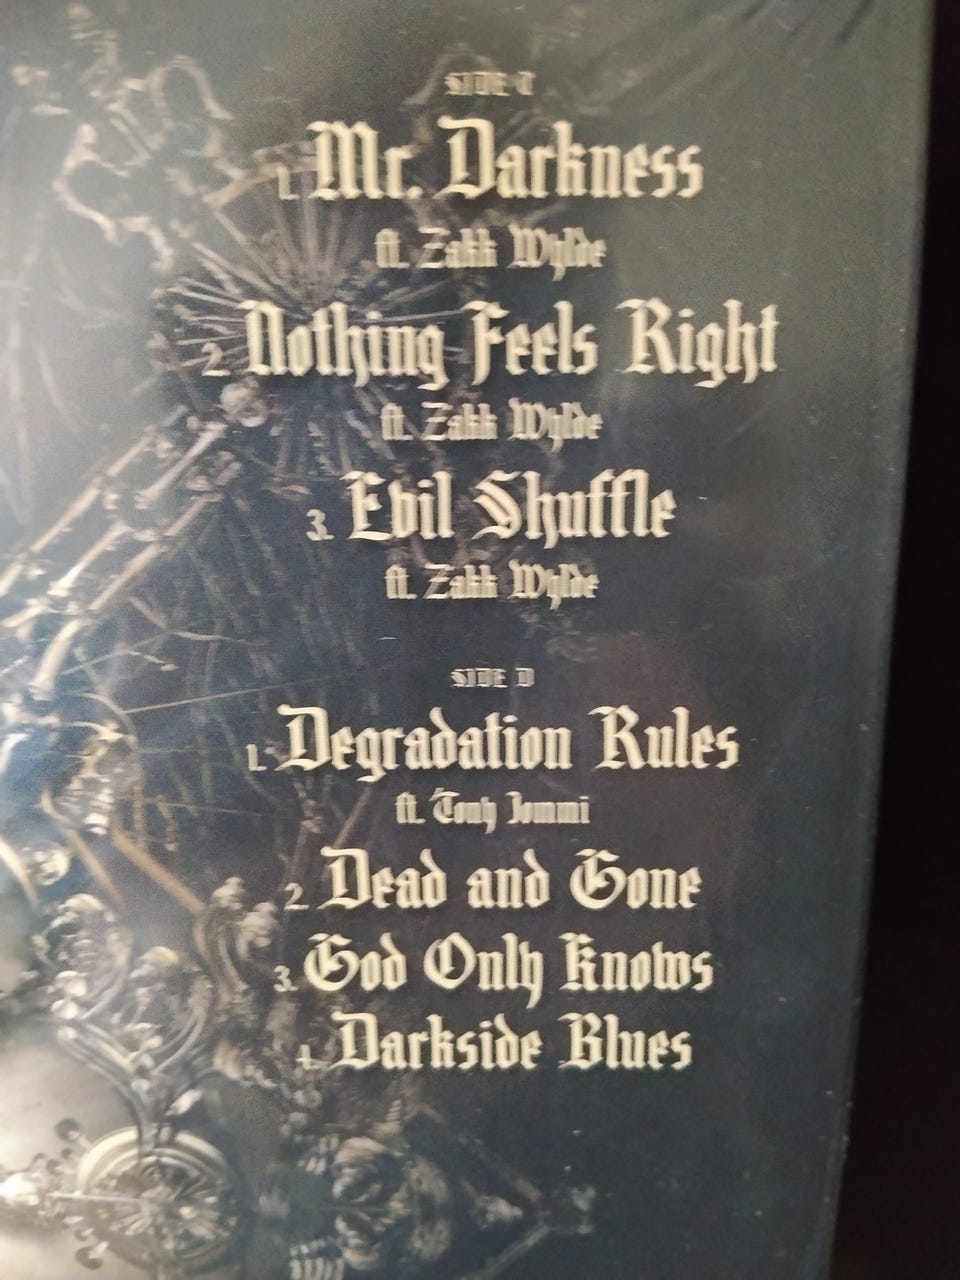 SIDE C
1. Mr. Darkness
ft. Zakk Wylde
2. Nothing Feels Right
ft. Zakk Wylde
3. Evil Shuffle
ft. Zakk Wylde
SIDE D
1. Degradation Rules
ft. Tony Iommi
2. Dead and Gone
3. God Only Knows
4. Darkside Blues